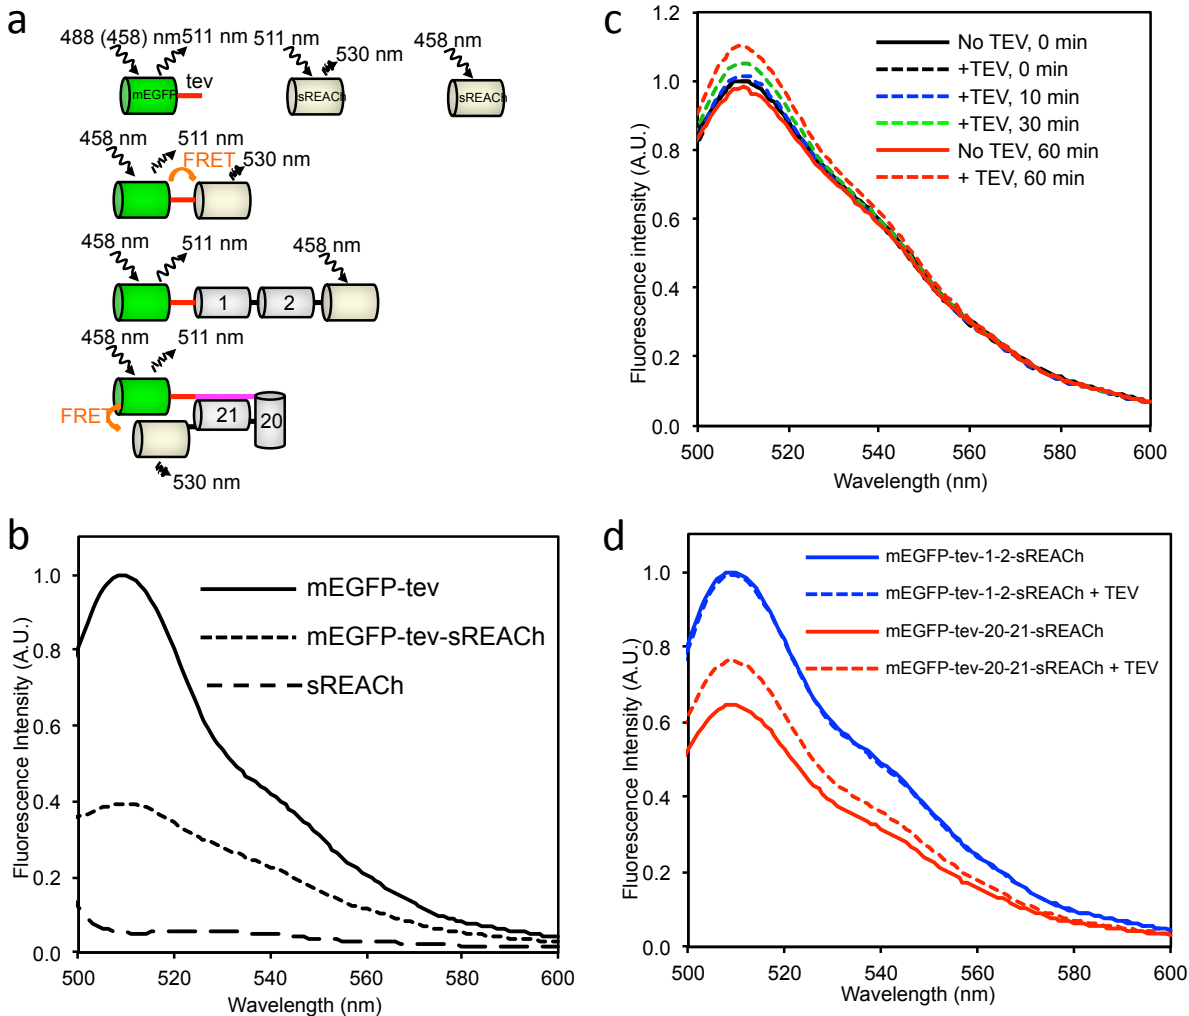 a
488 (458) nm
511 nm
tev
mEGFP
511 nm
530 nm
sREACh
458 nm
sREACh
458 nm
511 nm
FRET
530 nm
458 nm
511 nm
458 nm
1
2
458 nm
511 nm
FRET
21
20
530 nm
b
mEGFP-tev
mEGFP-tev-sREACh
sREACh
Fluorescence Intensity (A.U.)
1.0
0.8
0.6
0.4
0.2
0.0
500
520
540
560
580
600
Wavelength (nm)
c
No TEV, 0 min
+TEV, 0 min
+TEV, 10 min
+TEV, 30 min
No TEV, 60 min
+ TEV, 60 min
Fluorescence intensity (A.U.)
1.2
1.0
0.8
0.6
0.4
0.2
0.0
500
520
540
560
580
600
Wavelength (nm)
d
mEGFP-tev-1-2-sREACh
mEGFP-tev-1-2-sREACh + TEV
mEGFP-tev-20-21-sREACh
mEGFP-tev-20-21-sREACh + TEV
Fluorescence Intensity (A.U.)
1.0
0.8
0.6
0.4
0.2
0.0
500
520
540
560
580
600
Wavelength (nm)